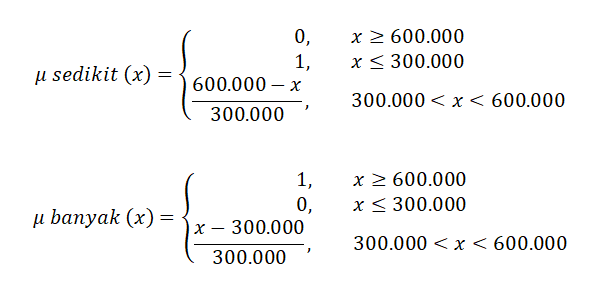 0, x ≥ 600.000
1, x ≤ 300.000
μ sedikit (x) =
600.000 − x
300.000 , 300.000 < x < 600.000
1, x ≥ 600.000
0, x ≤ 300.000
μ banyak (x) =
x − 300.000
300.000 , 300.000 < x < 600.000